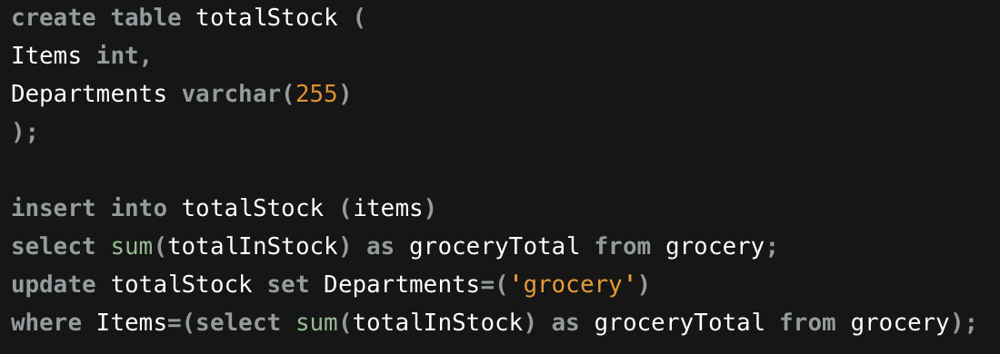 create table totalStock (
Items int,
Departments varchar(255)
);
insert into totalStock (items)
select sum(totalInStock) as groceryTotal from grocery;
update totalStock set Departments=('grocery')
where Items=(select sum(totalInStock) as groceryTotal from grocery);